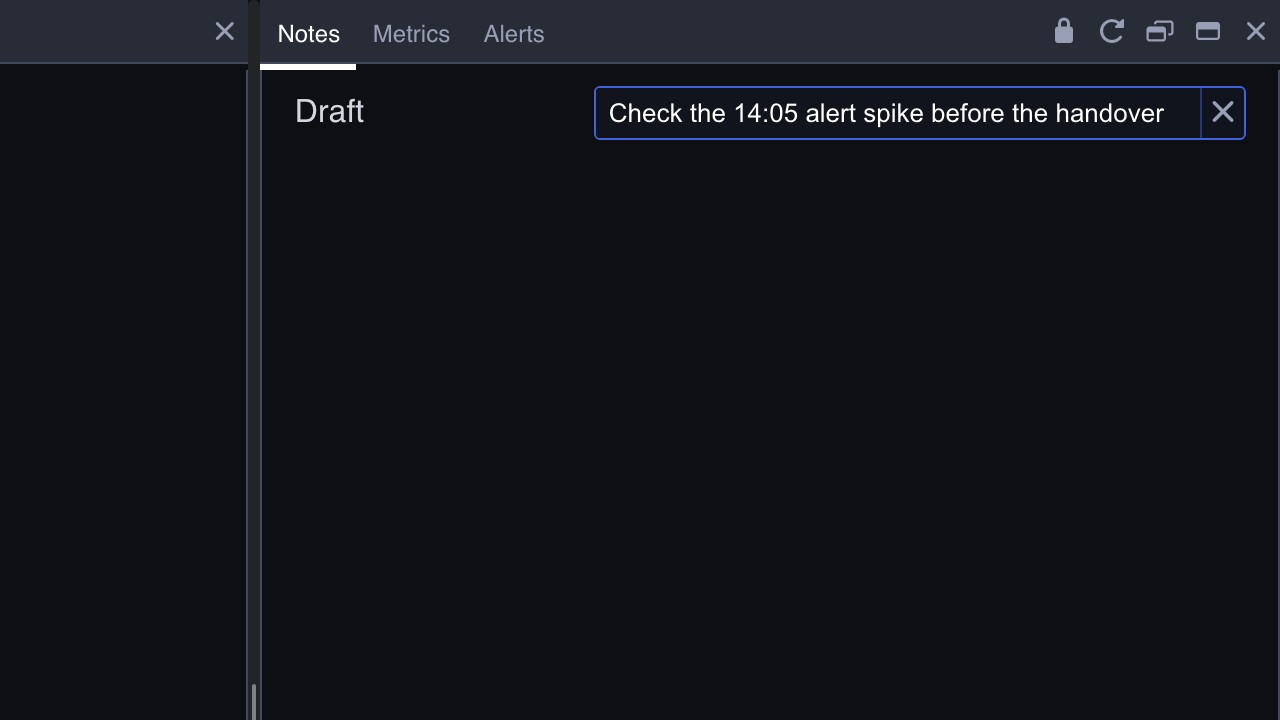 Notes Metrics Alerts
Draft
Check the 14:05 alert spike before the handover